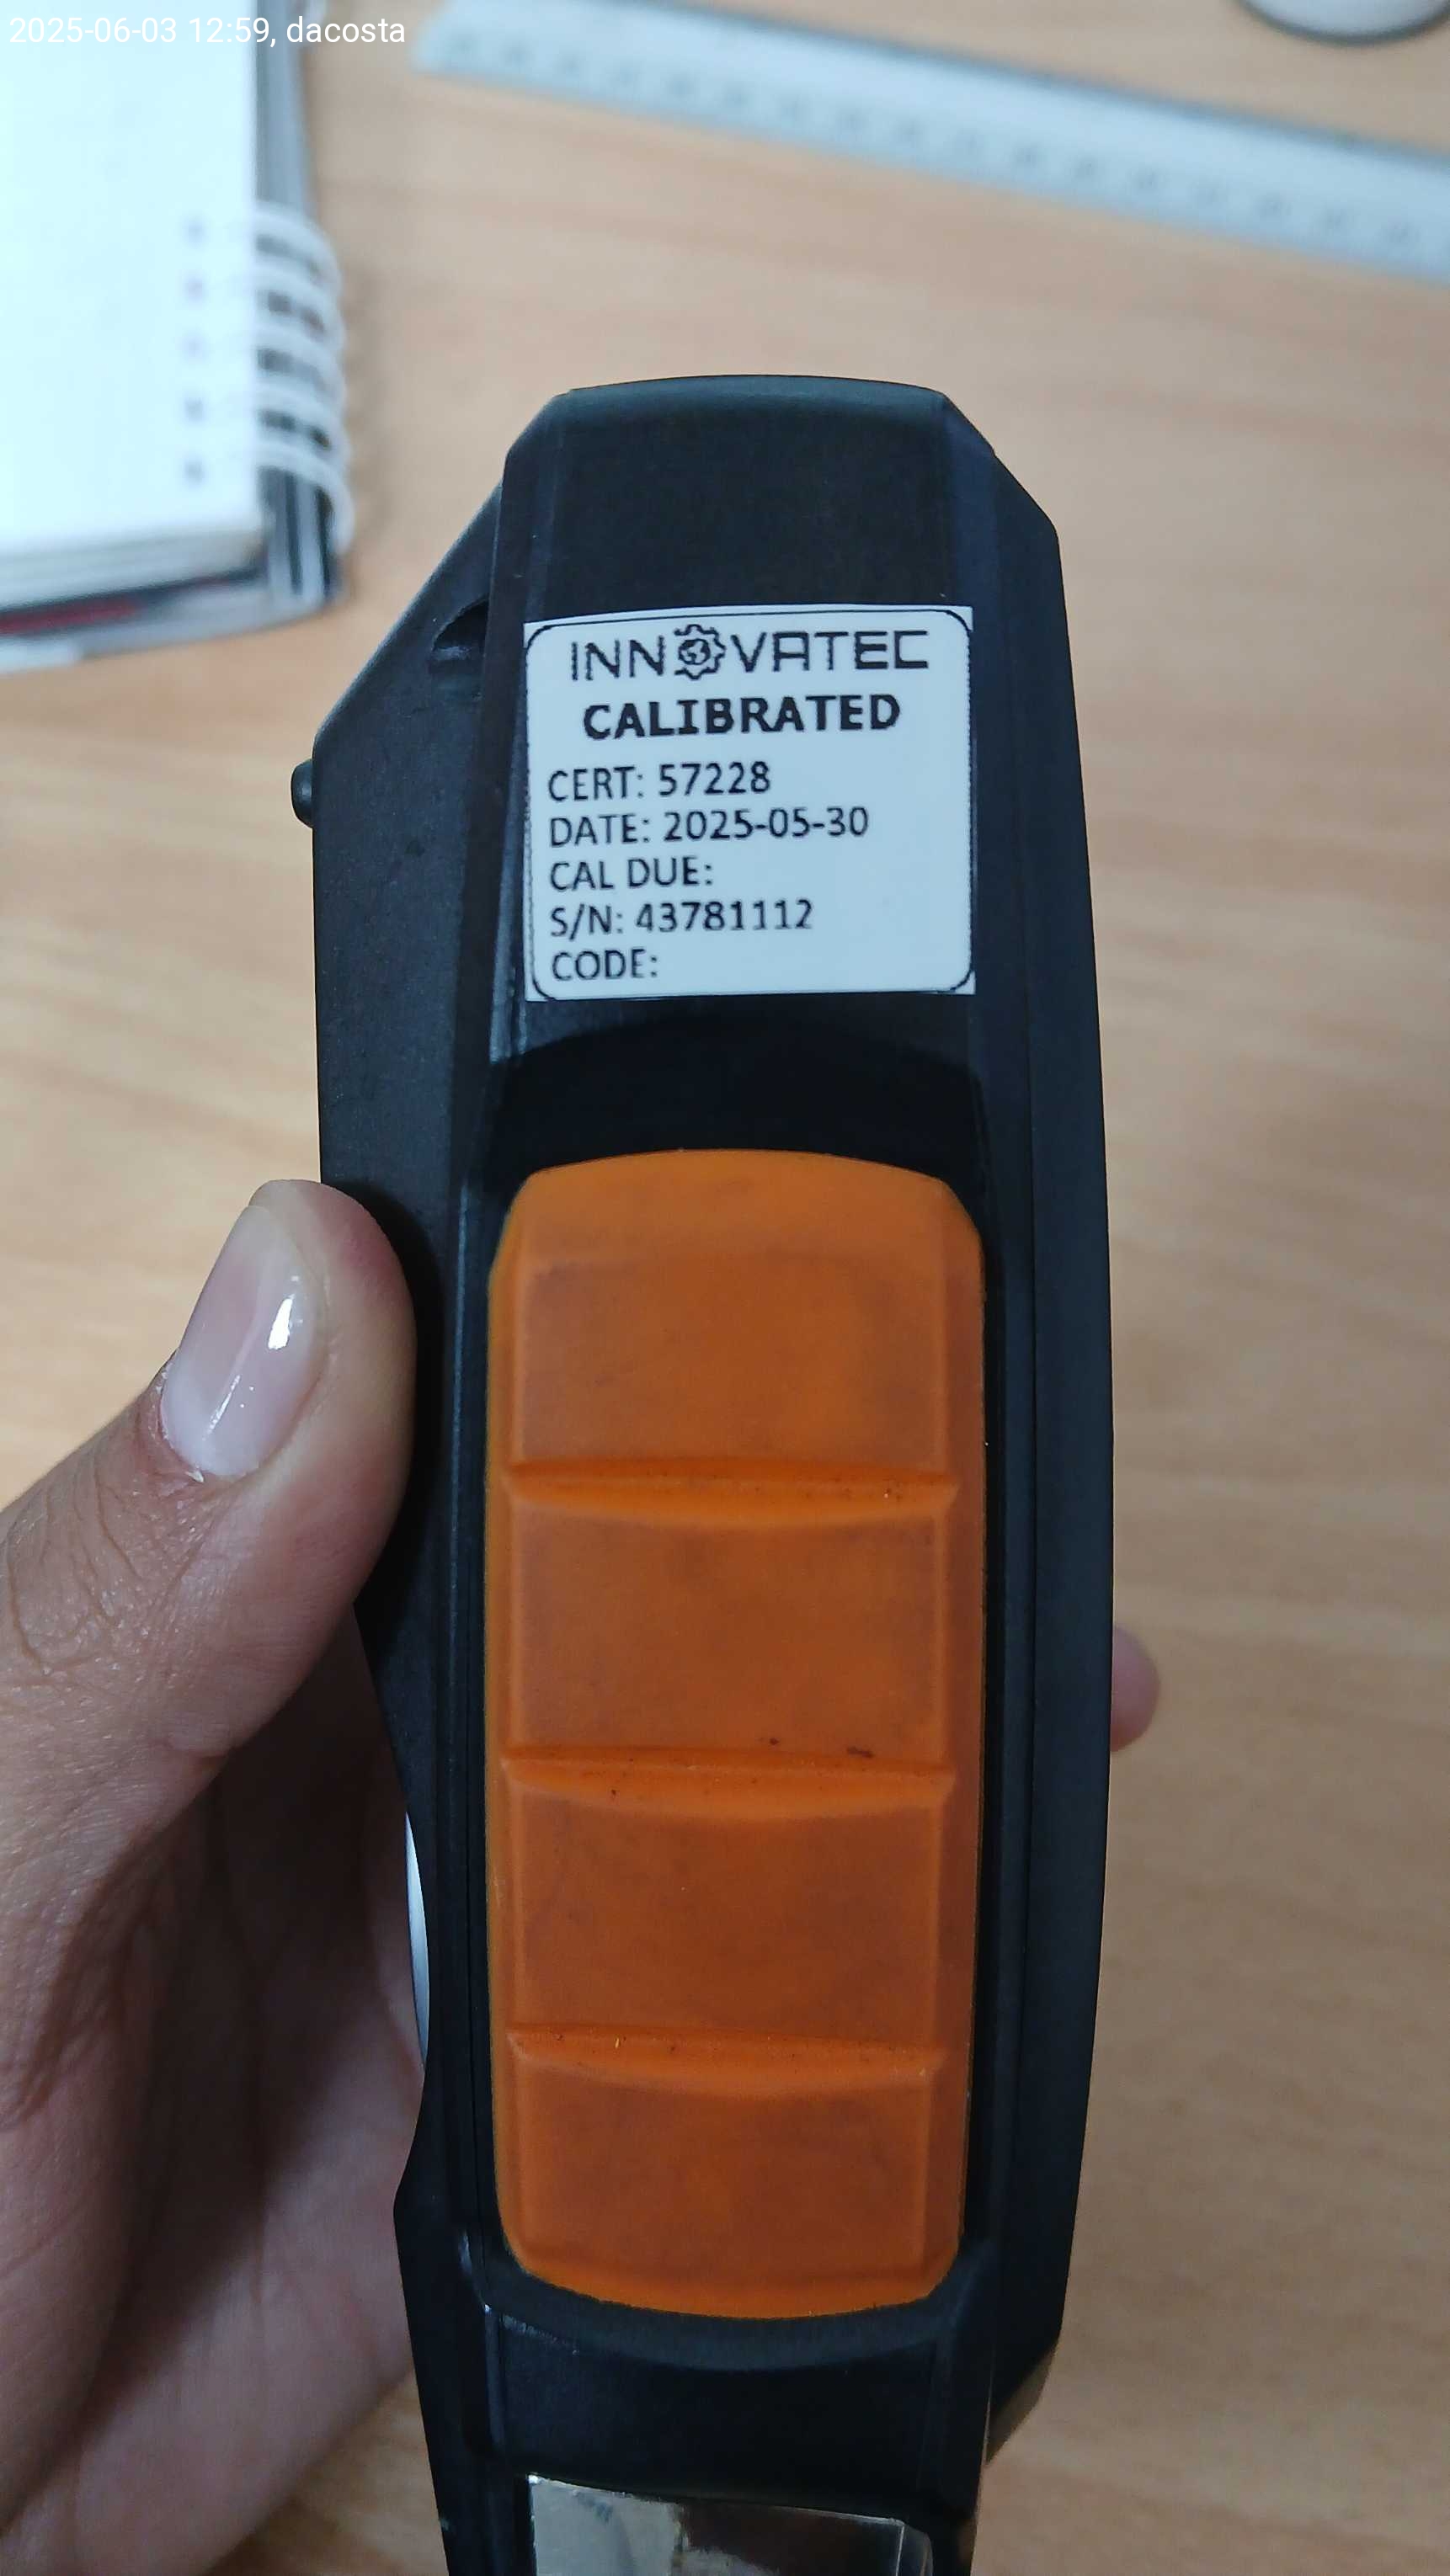 2025-06-03 12:59, dacosta
INNOVATEC
CALIBRATED
CERT: 57228
DATE: 2025-05-30
CAL DUE:
S/N: 43781112
CODE: